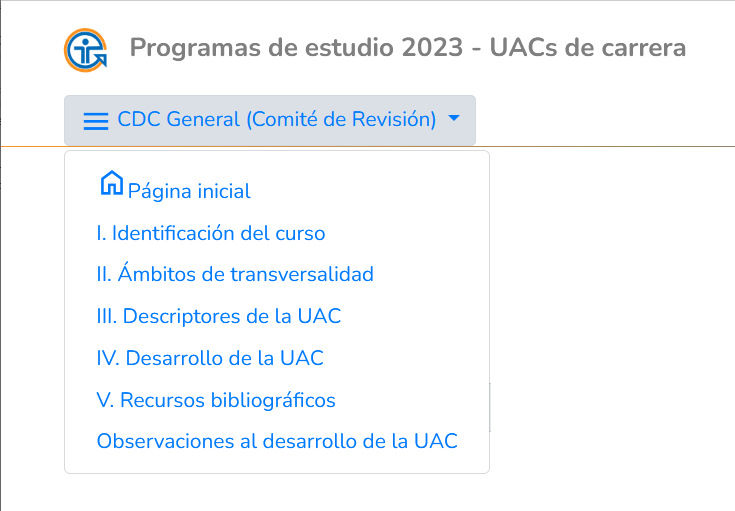 Programas de estudio 2023 - UACs de carrera
CDC General (Comité de Revisión)
Página inicial
I. Identificación del curso
II. Ámbitos de transversalidad
III. Descriptores de la UAC
IV. Desarrollo de la UAC
V. Recursos bibliográficos
Observaciones al desarrollo de la UAC